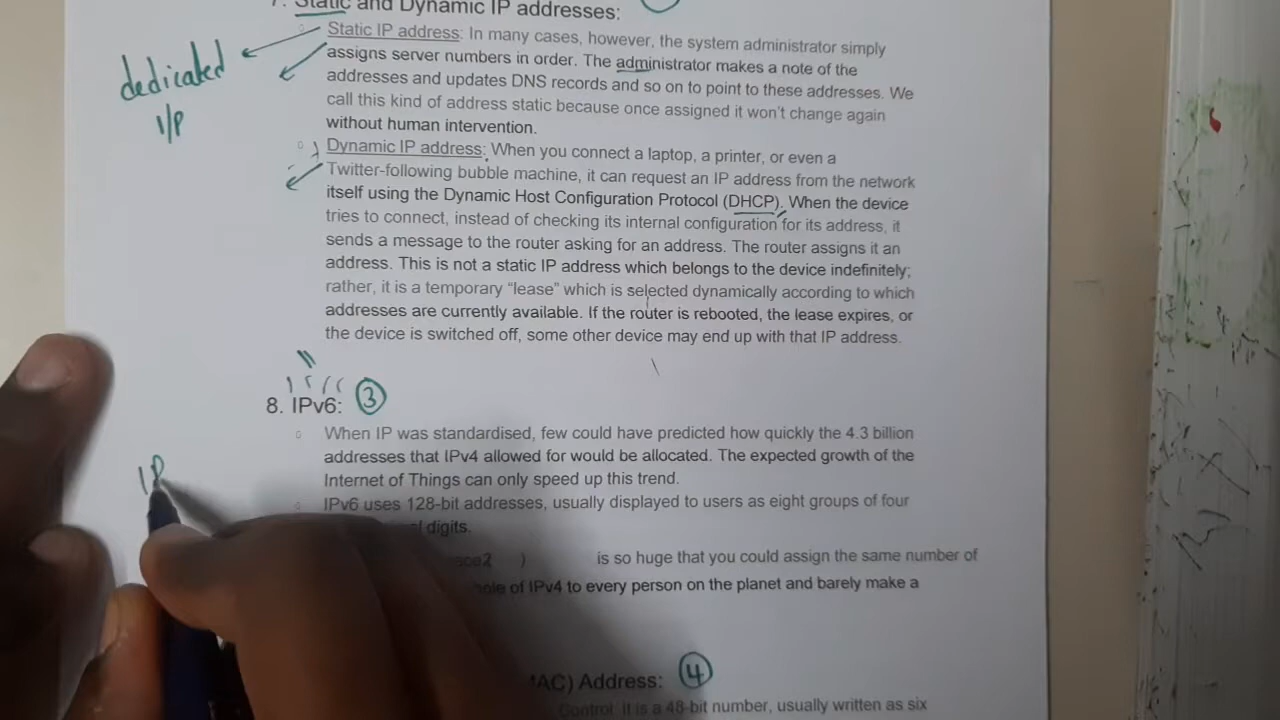 7. Static and Dynamic IP addresses:
Static IP address: In many cases, however, the system administrator simply
assigns server numbers in order. The administrator makes a note of the
addresses and updates DNS records and so on to point to these addresses. We
call this kind of address static because once assigned it won't change again
without human intervention.
dedicated
I/P
Dynamic IP address: When you connect a laptop, a printer, or even a
Twitter-following bubble machine, it can request an IP address from the network
itself using the Dynamic Host Configuration Protocol (DHCP). When the device
tries to connect, instead of checking its internal configuration for its address, it
sends a message to the router asking for an address. The router assigns it an
address. This is not a static IP address which belongs to the device indefinitely;
rather, it is a temporary “lease” which is selected dynamically according to which
addresses are currently available. If the router is rebooted, the lease expires, or
the device is switched off, some other device may end up with that IP address.
8. IPv6: 3
When IP was standardised, few could have predicted how quickly the 4.3 billion
addresses that IPv4 allowed for would be allocated. The expected growth of the
Internet of Things can only speed up this trend.
IP
IPv6 uses 128-bit addresses, usually displayed to users as eight groups of four
digits.
) is so huge that you could assign the same number of
of IPv4 to every person on the planet and barely make a
MAC) Address: 4
Control. It is a 48-bit number, usually written as six